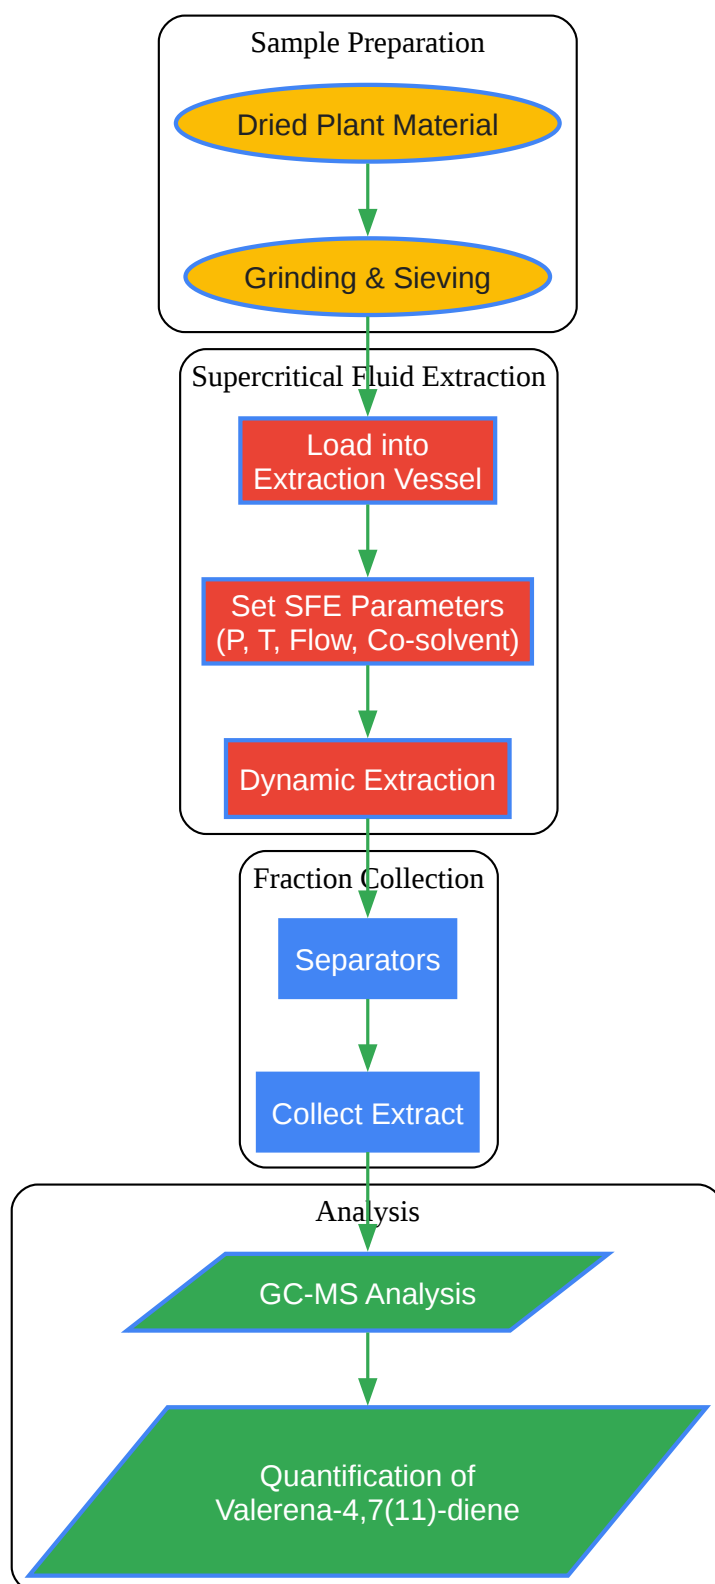 Sample Preparation
Dried Plant Material
Grinding & Sieving
Supercritical Fluid Extraction
Load into
Extraction Vessel
Set SFE Parameters
(P, T, Flow, Co-solvent)
Dynamic Extraction
Fraction Collection
Separators
Collect Extract
Analysis
GC-MS Analysis
Quantification of
Valerena-4,7(11)-diene